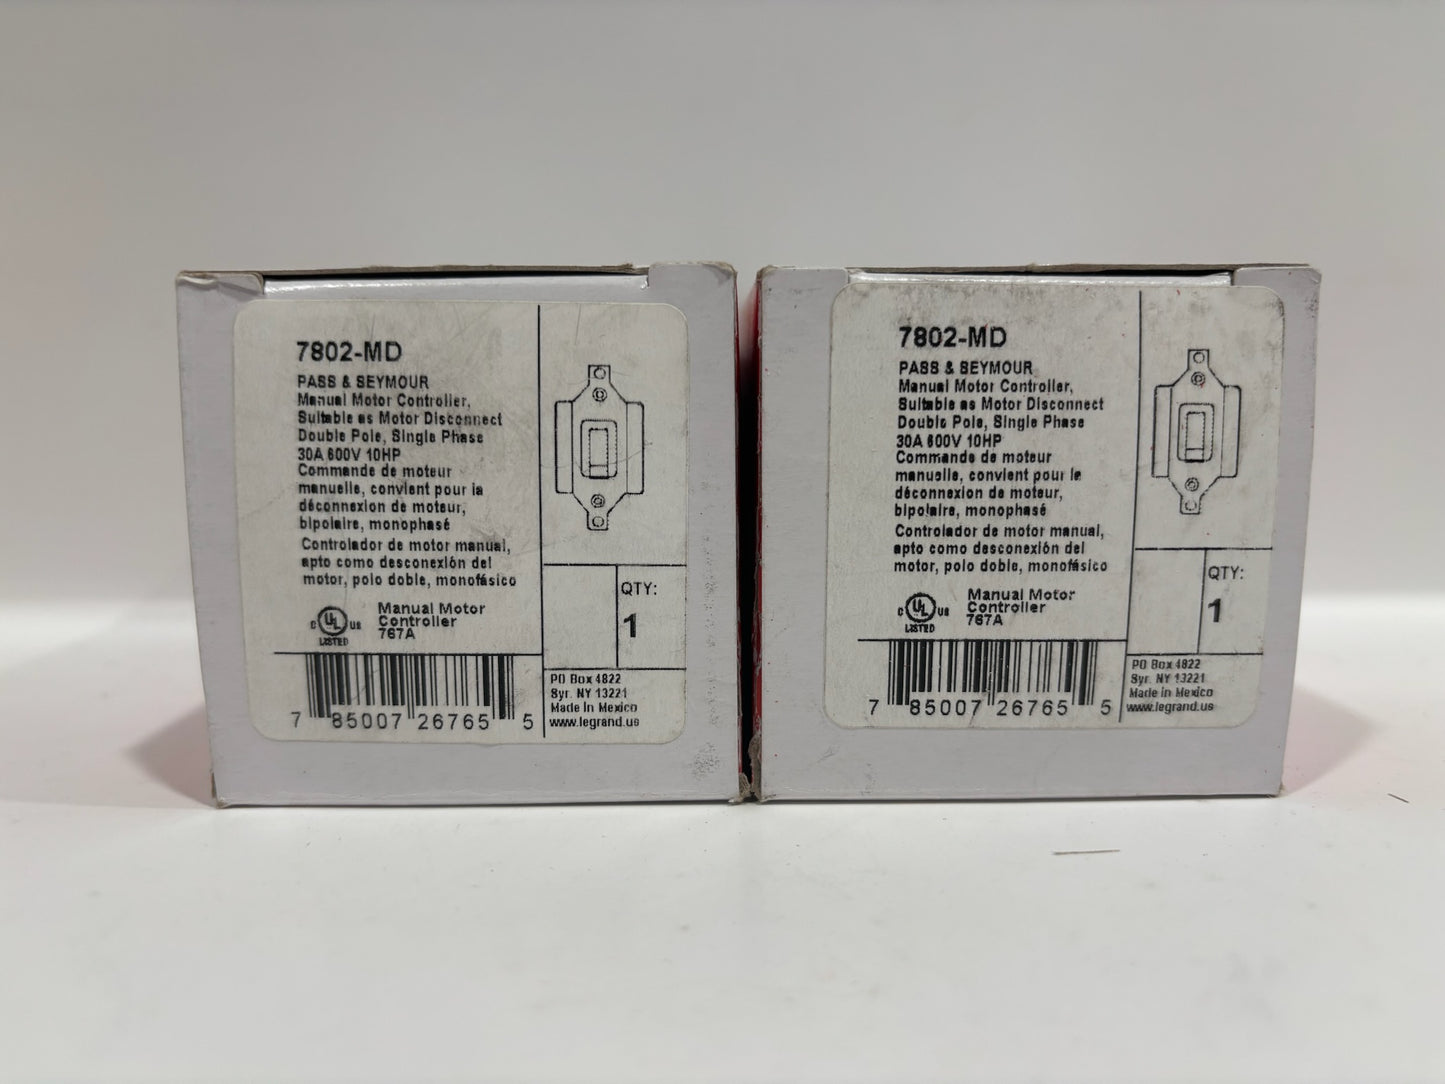 7802-MD
PASS & SEYMOUR
Manual Motor Controller,
Suitable as Motor Disconnect
Double Pole, Single Phase
30A 600V 10HP
Commande de moteur
manuelle, convient pour la
déconnexion de moteur,
bipolaire, monophasé
Controlador de motor manual,
apto como desconexión del
motor, polo doble, monofásico
C UL US
LISTED
Manual Motor
Controller
767A
QTY:
1
7 85007 26765 5
PO Box 4822
Syr. NY 13221
Made in Mexico
www.legrand.us
7802-MD
PASS & SEYMOUR
Manual Motor Controller,
Suitable as Motor Disconnect
Double Pole, Single Phase
30A 600V 10HP
Commande de moteur
manuelle, convient pour le
déconnexion de moteur,
bipolaire, monophasé
Controlador de motor manual,
apto como desconexión del
motor, polo doble, monofásico
C UL US
LISTED
Manual Motor
Controller
767A
QTY:
1
7 85007 26765 5
PO Box 4822
Syr. NY 13221
Made in Mexico
www.legrand.us